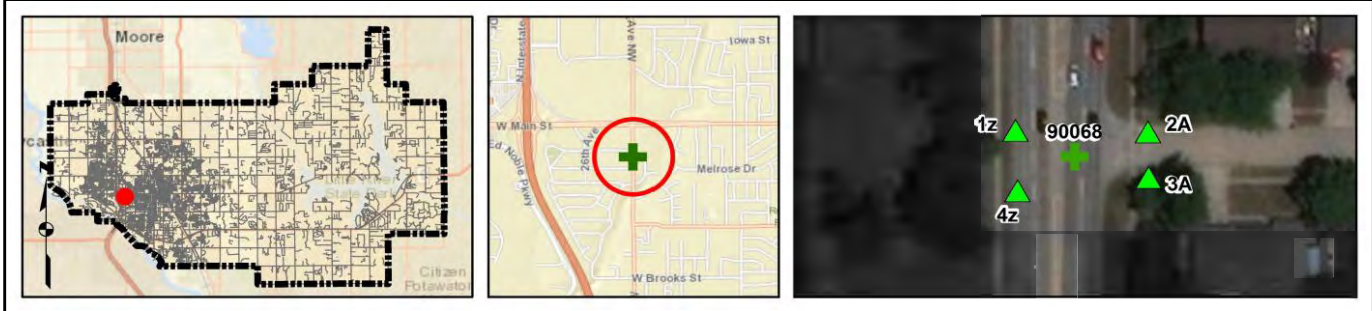 Moore
State Park
Citizen
Potawatom
N Interstate
Ave NW
Iowa St
W Main St
26th Ave
Ed Noble Pkwy
Melrose Dr
W Brooks St
1z
90068
2A
3A
4z